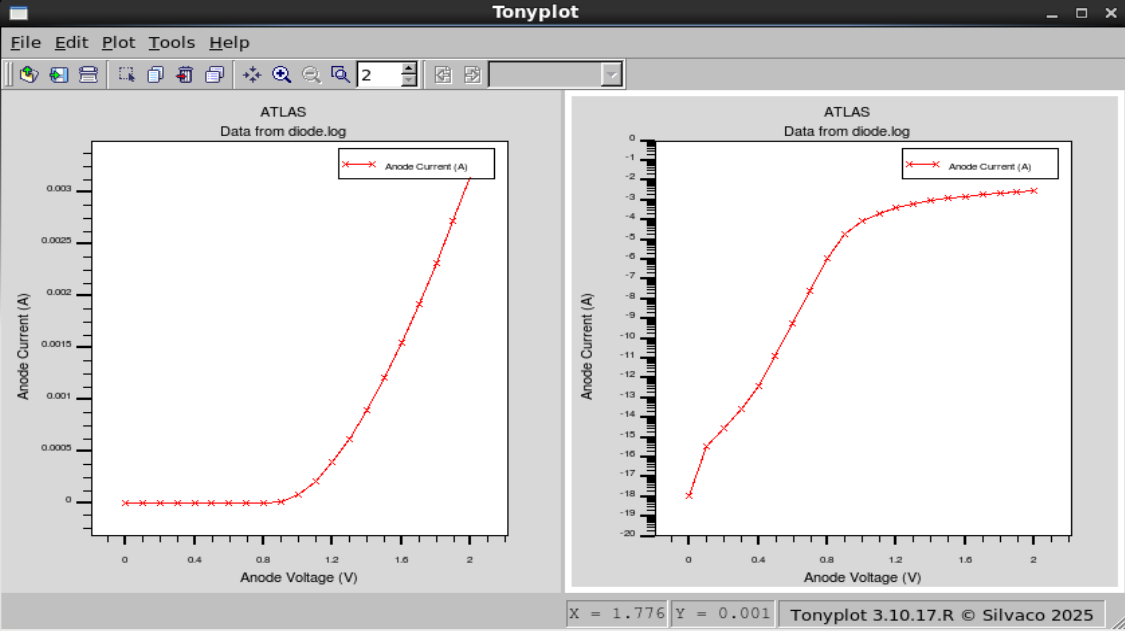 Tonyplot
File Edit Plot Tools Help
2
ATLAS
Data from diode.log
Anode Current (A)
0.003
0.0025
0.002
0.0015
0.001
0.0005
0
Anode Current (A)
0 0.4 0.8 1.2 1.6 2
Anode Voltage (V)
ATLAS
Data from diode.log
Anode Current (A)
0
-1
-2
-3
-4
-5
-6
-7
-8
-9
-10
-11
-12
-13
-14
-15
-16
-17
-18
-19
-20
Anode Current (A)
0 0.4 0.8 1.2 1.6 2
Anode Voltage (V)
X = 1.776 Y = 0.001 Tonyplot 3.10.17.R © Silvaco 2025